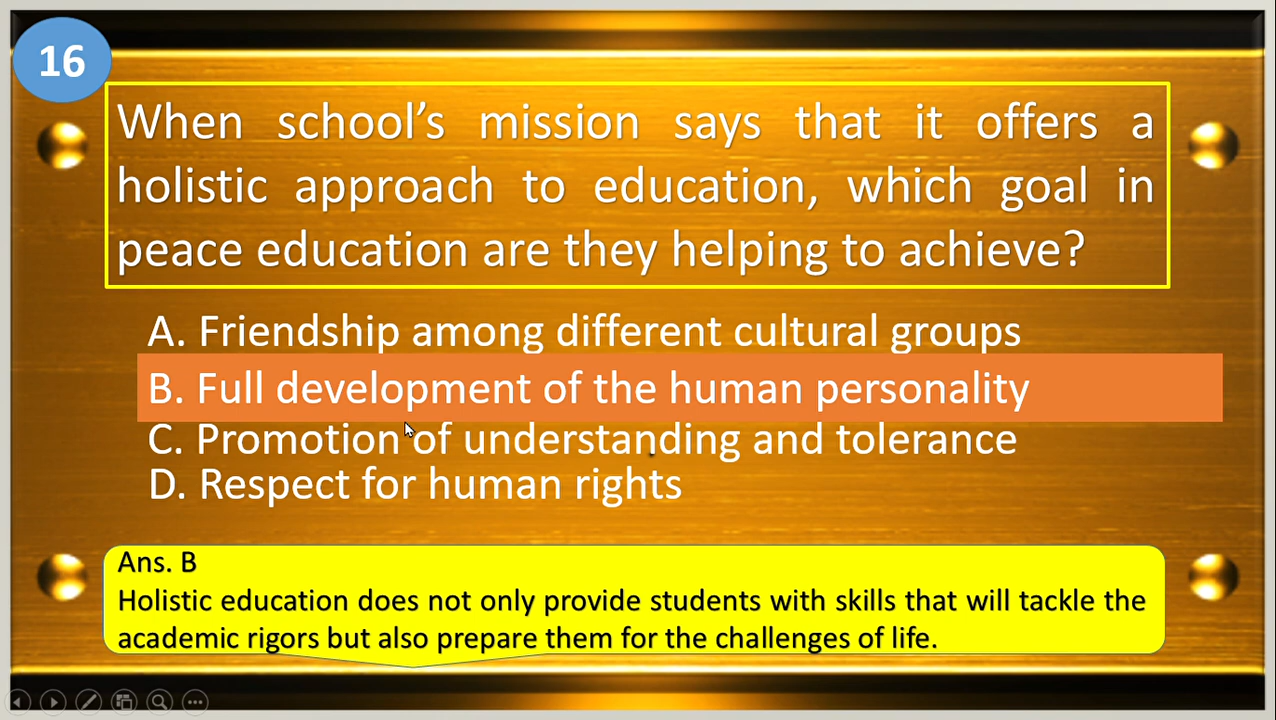 16
When school’s mission says that it offers a
holistic approach to education, which goal in
peace education are they helping to achieve?
A. Friendship among different cultural groups
B. Full development of the human personality
C. Promotion of understanding and tolerance
D. Respect for human rights
Ans. B
Holistic education does not only provide students with skills that will tackle the
academic rigors but also prepare them for the challenges of life.